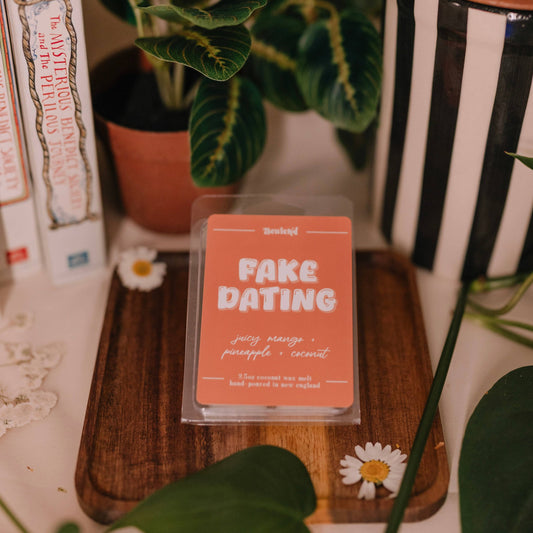 The MYSTERIOUS BENEDICT SOCIETY
and The PERILOUS JOURNEY
FAKE
DATING
juicy mango +
pineapple + coconut
2.5oz coconut wax melt
hand-poured in new england